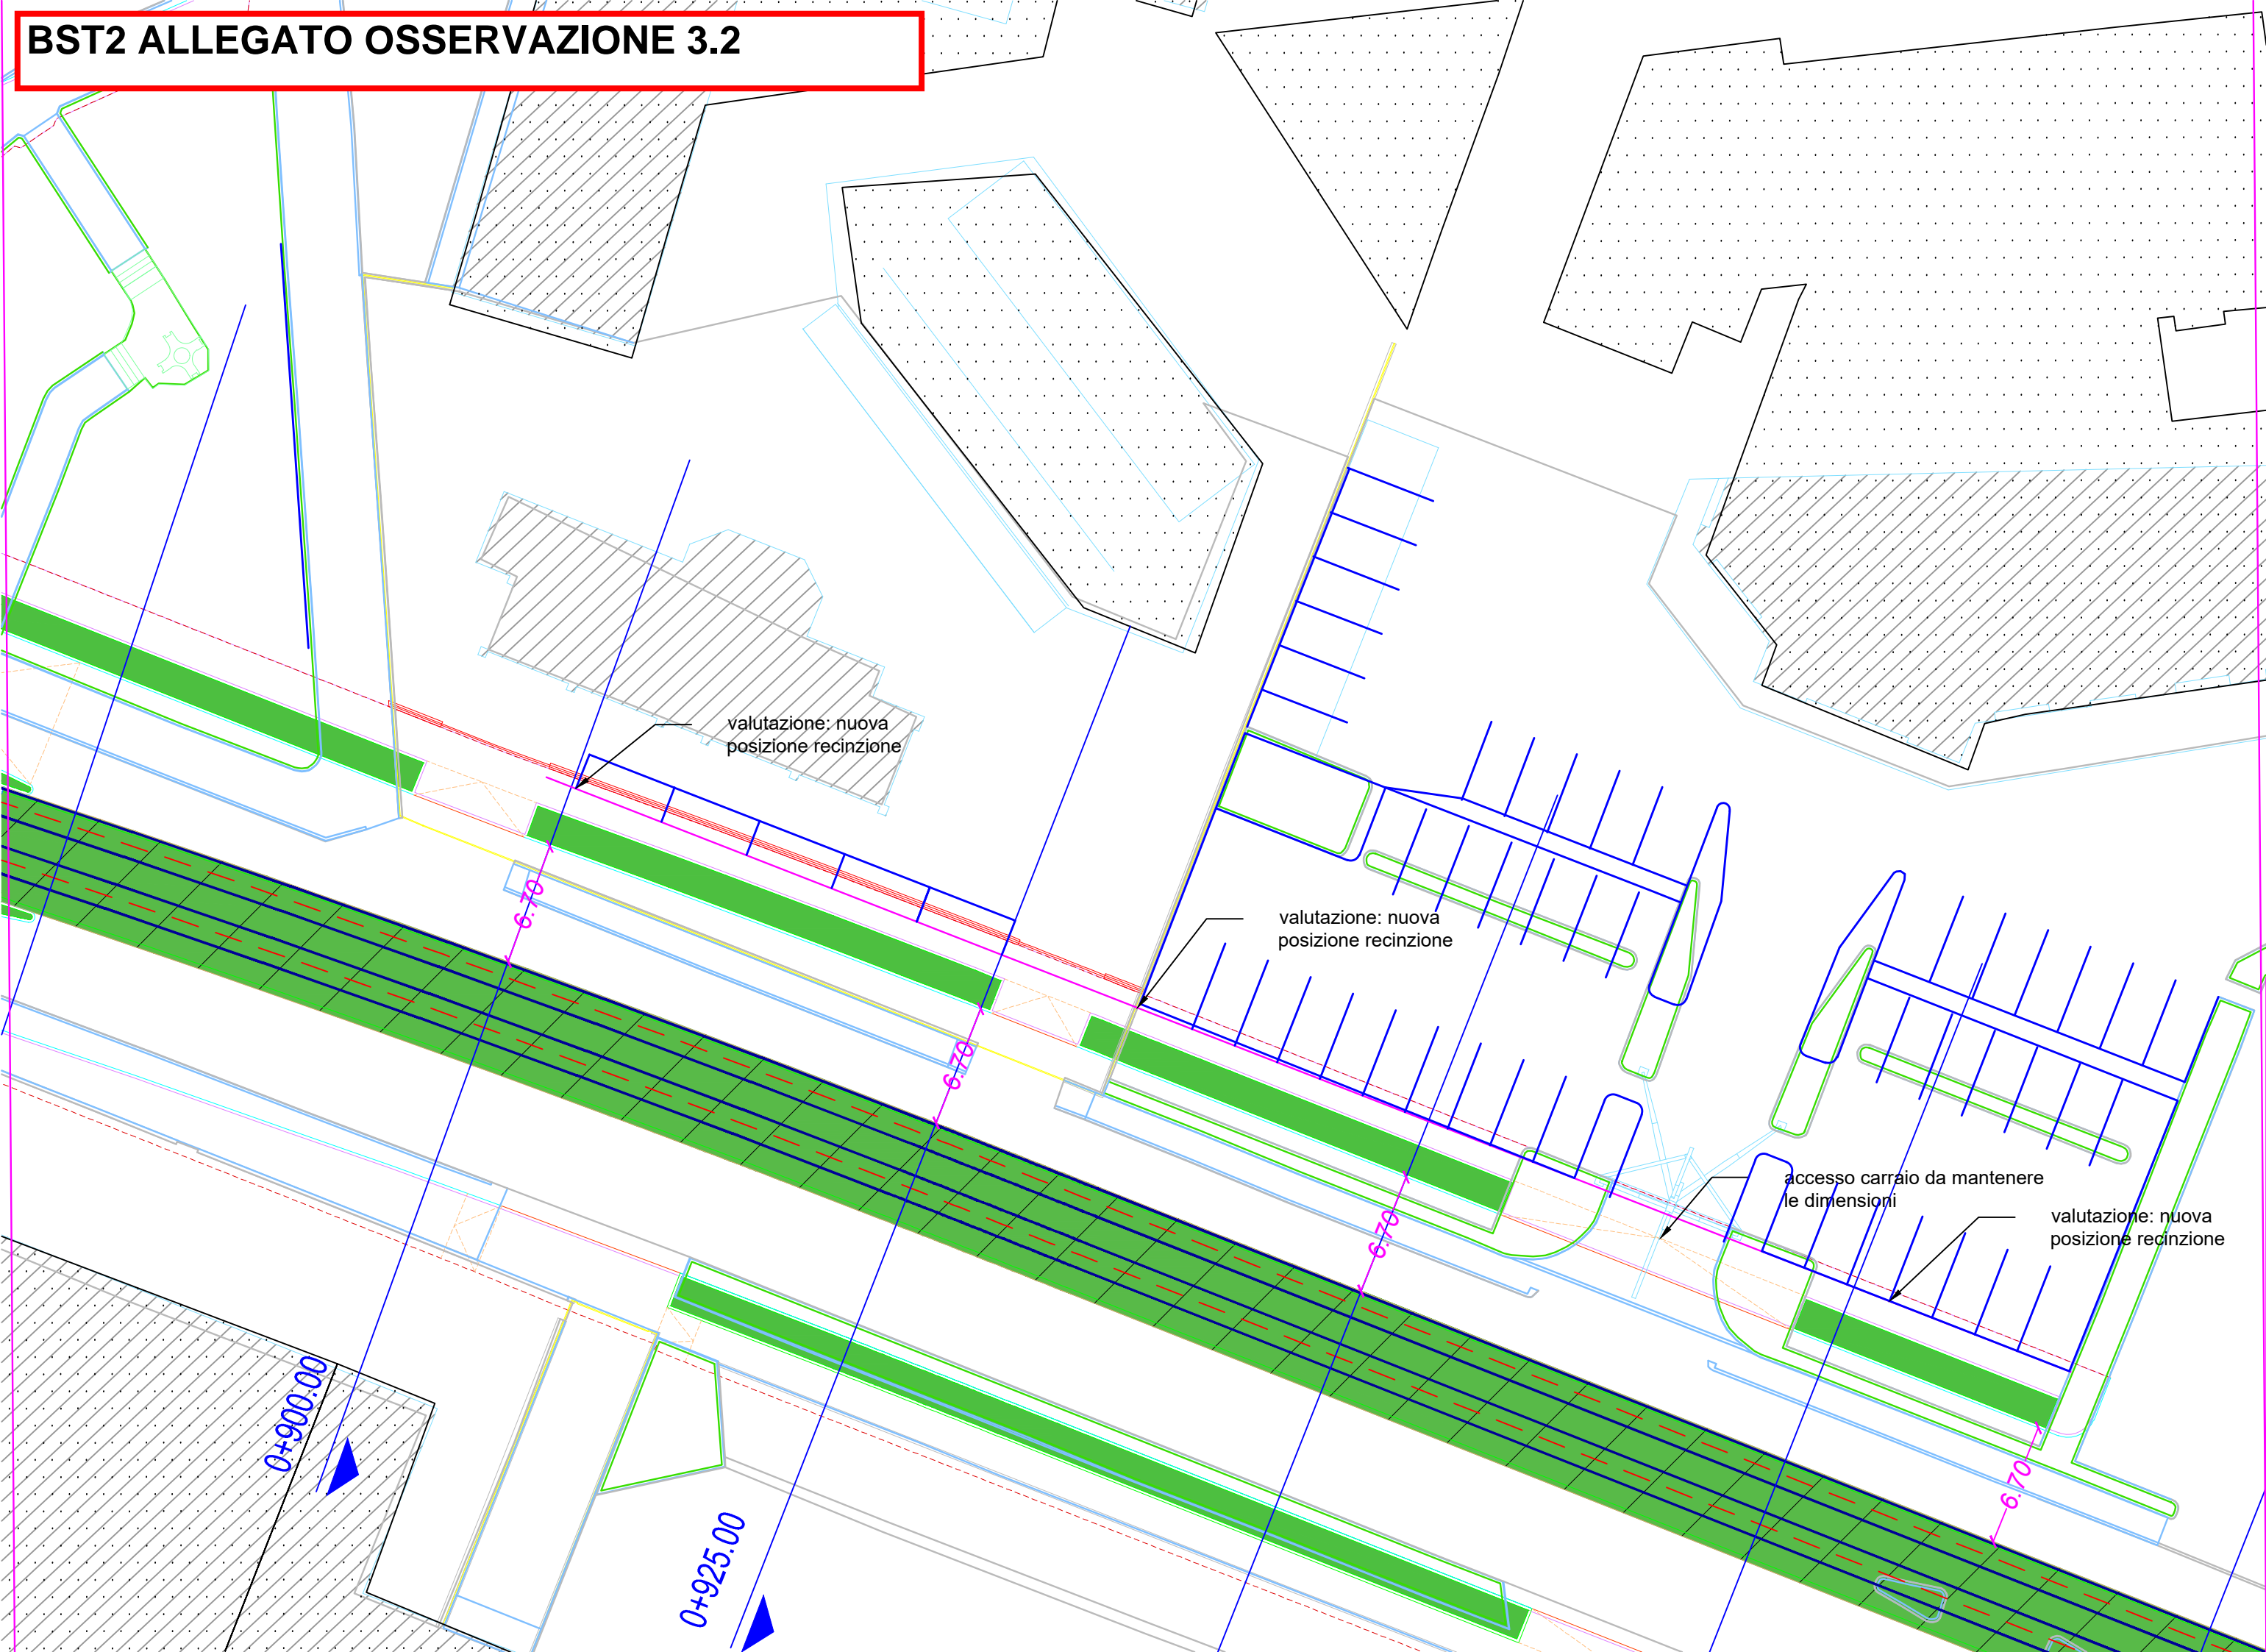 BST2 ALLEGATO OSSERVAZIONE 3.2
valutazione: nuova
posizione recinzione
6.70
valutazione: nuova
posizione recinzione
6.70
accesso carraio da mantenere
le dimensioni
valutazione: nuova
posizione recinzione
6.70
6.70
0+900.00
0+925.00